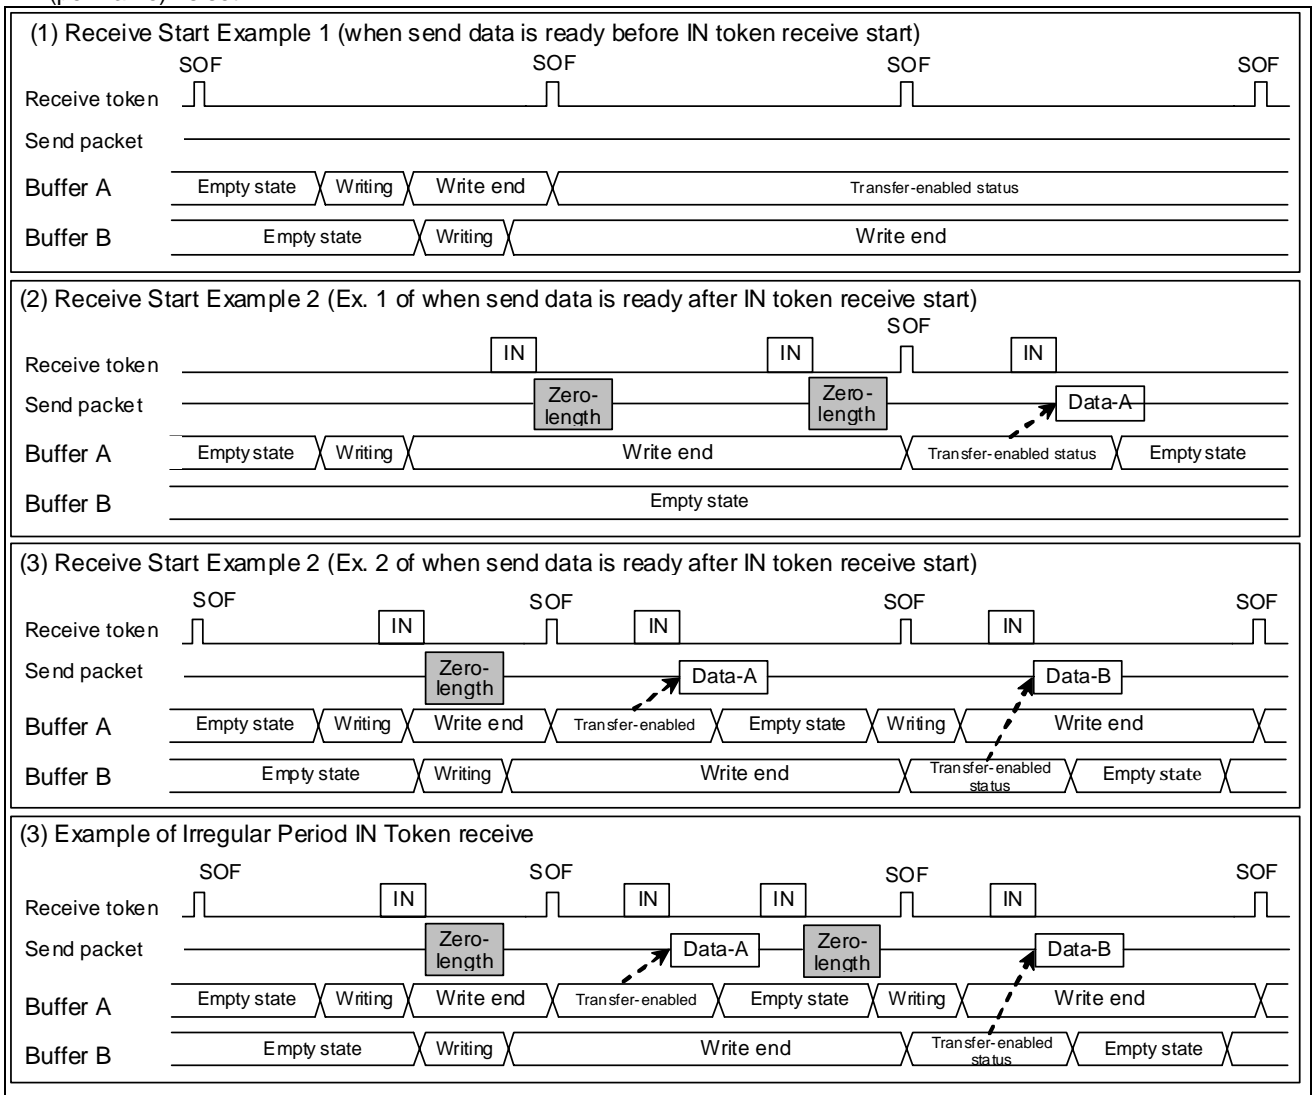 (1) Receive Start Example 1 (when send data is ready before IN token receive start)
SOF SOF SOF SOF
Receive token
Send packet
Buffer A Empty state Writing Write end Transfer-enabled status
Buffer B Empty state Writing Write end
(2) Receive Start Example 2 (Ex. 1 of when send data is ready after IN token receive start)
SOF
Receive token IN IN IN
Send packet Zero-length Zero-length Data-A
Buffer A Empty state Writing Write end Transfer-enabled status Empty state
Buffer B Empty state
(3) Receive Start Example 2 (Ex. 2 of when send data is ready after IN token receive start)
SOF SOF SOF SOF
Receive token IN IN IN
Send packet Zero-length Data-A Data-B
Buffer A Empty state Writing Write end Transfer-enabled Empty state Writing Write end
Buffer B Empty state Writing Write end Transfer-enabled status Empty state
(3) Example of Irregular Period IN Token receive
SOF SOF SOF SOF
Receive token IN IN IN IN
Send packet Zero-length Data-A Zero-length Data-B
Buffer A Empty state Writing Write end Transfer-enabled Empty state Writing Write end
Buffer B Empty state Writing Write end Transfer-enabled status Empty state